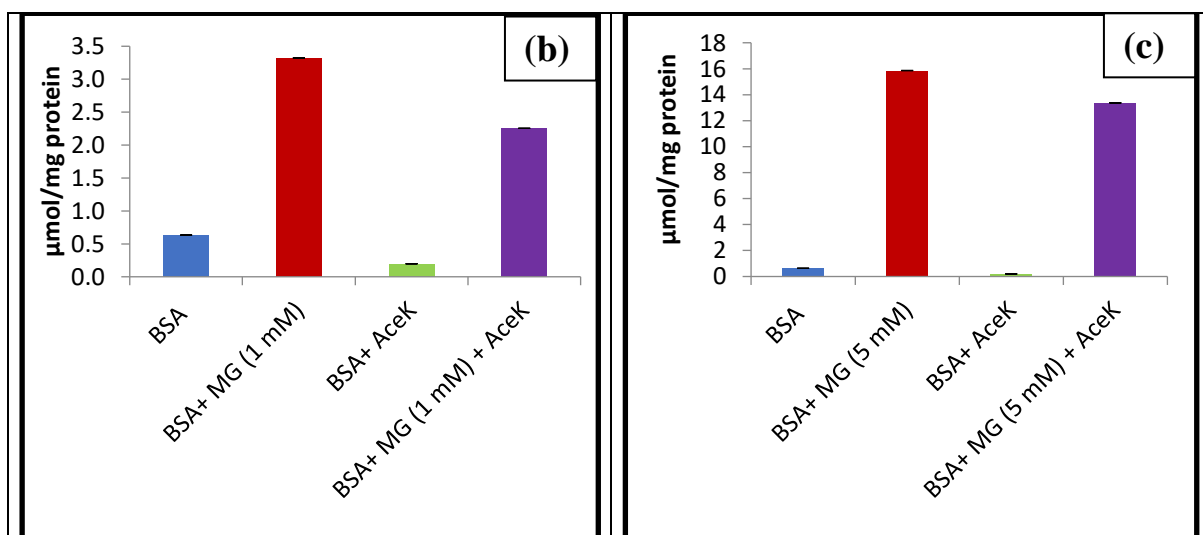 (b)
µmol/mg protein
3.5
3.0
2.5
2.0
1.5
1.0
0.5
0.0
BSA
BSA+ MG (1 mM)
BSA+ AceK
BSA+ MG (1 mM) + AceK
(c)
µmol/mg protein
18
16
14
12
10
8
6
4
2
0
BSA
BSA+ MG (5 mM)
BSA+ AceK
BSA+ MG (5 mM) + AceK